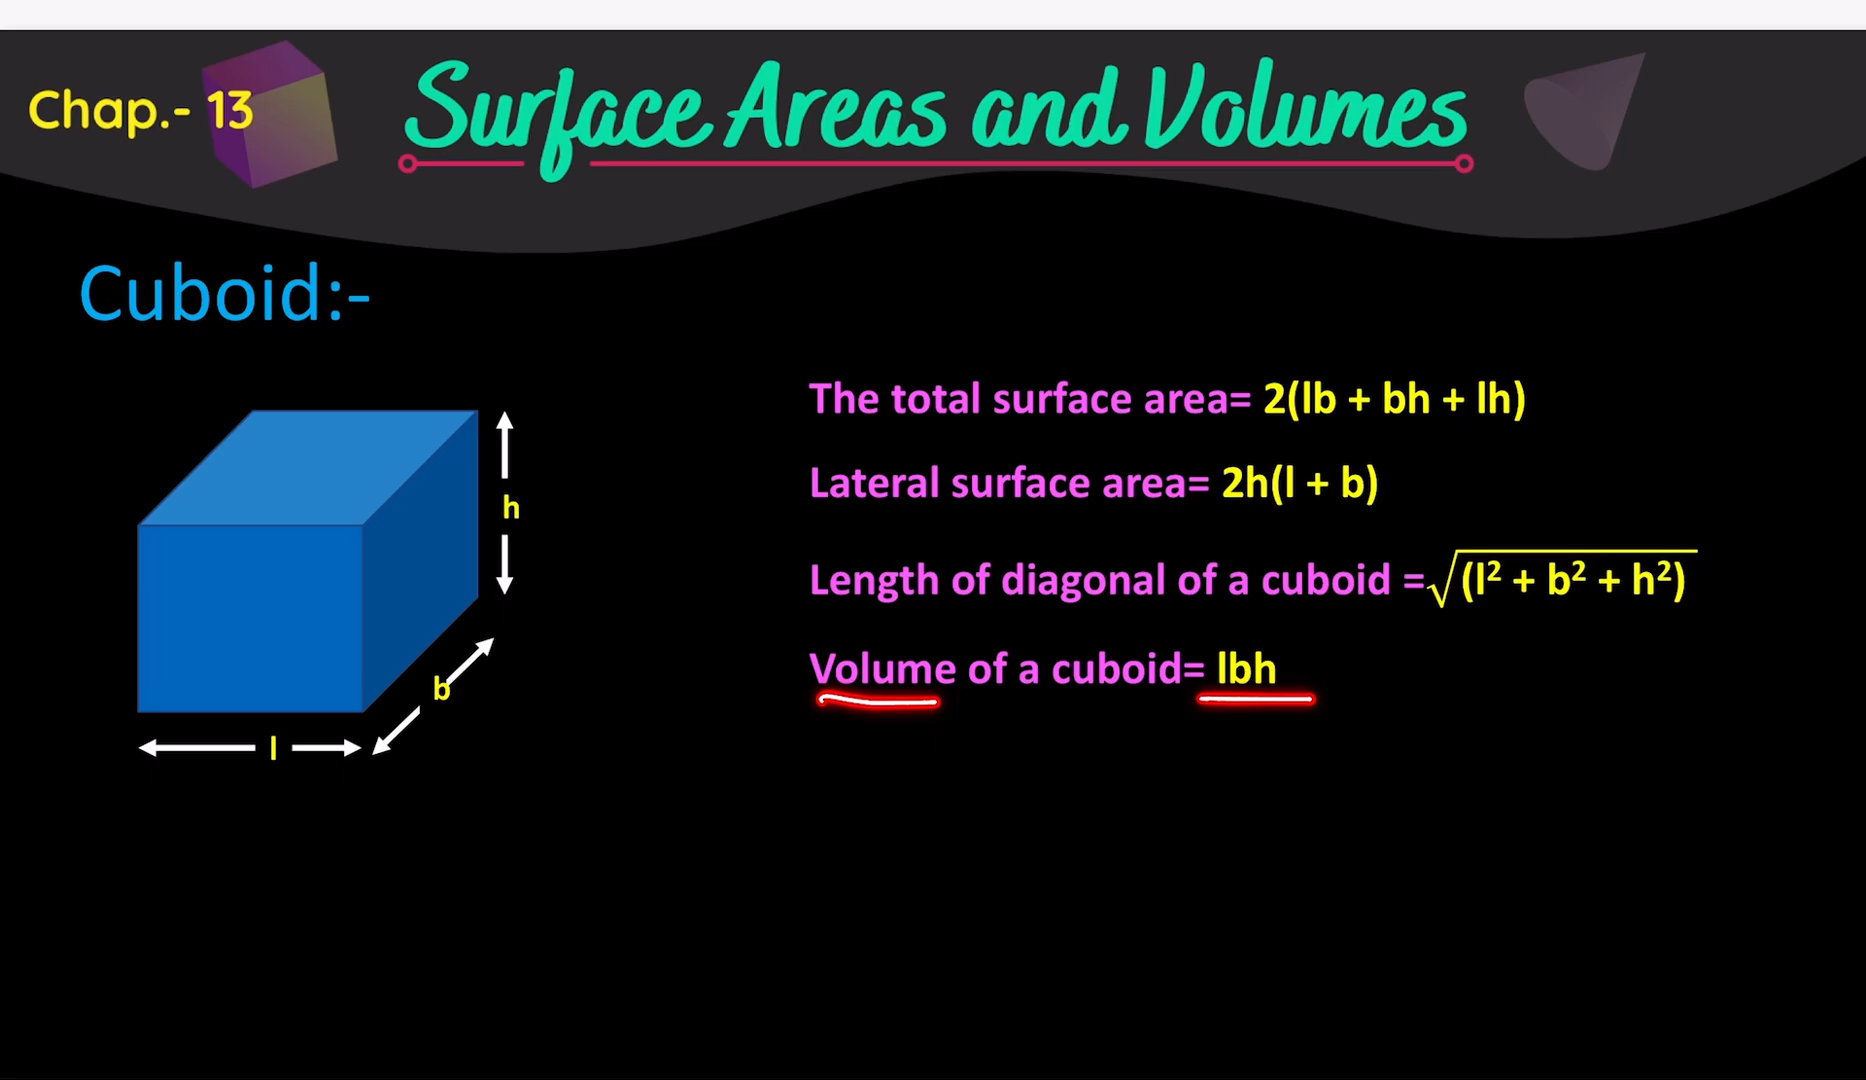 Chap.- 13
Surface Areas and Volumes
Cuboid:-
The total surface area= 2(lb + bh + lh)
Lateral surface area= 2h(l + b)
Length of diagonal of a cuboid =√(l² + b² + h²)
Volume of a cuboid= lbh
h
b
l